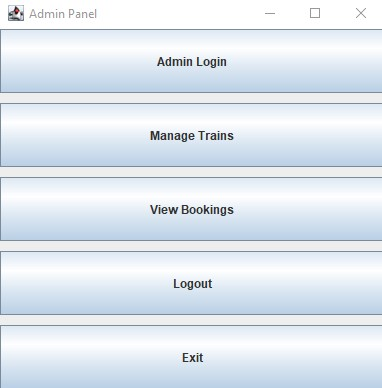 Admin Panel
Admin Login
Manage Trains
View Bookings
Logout
Exit